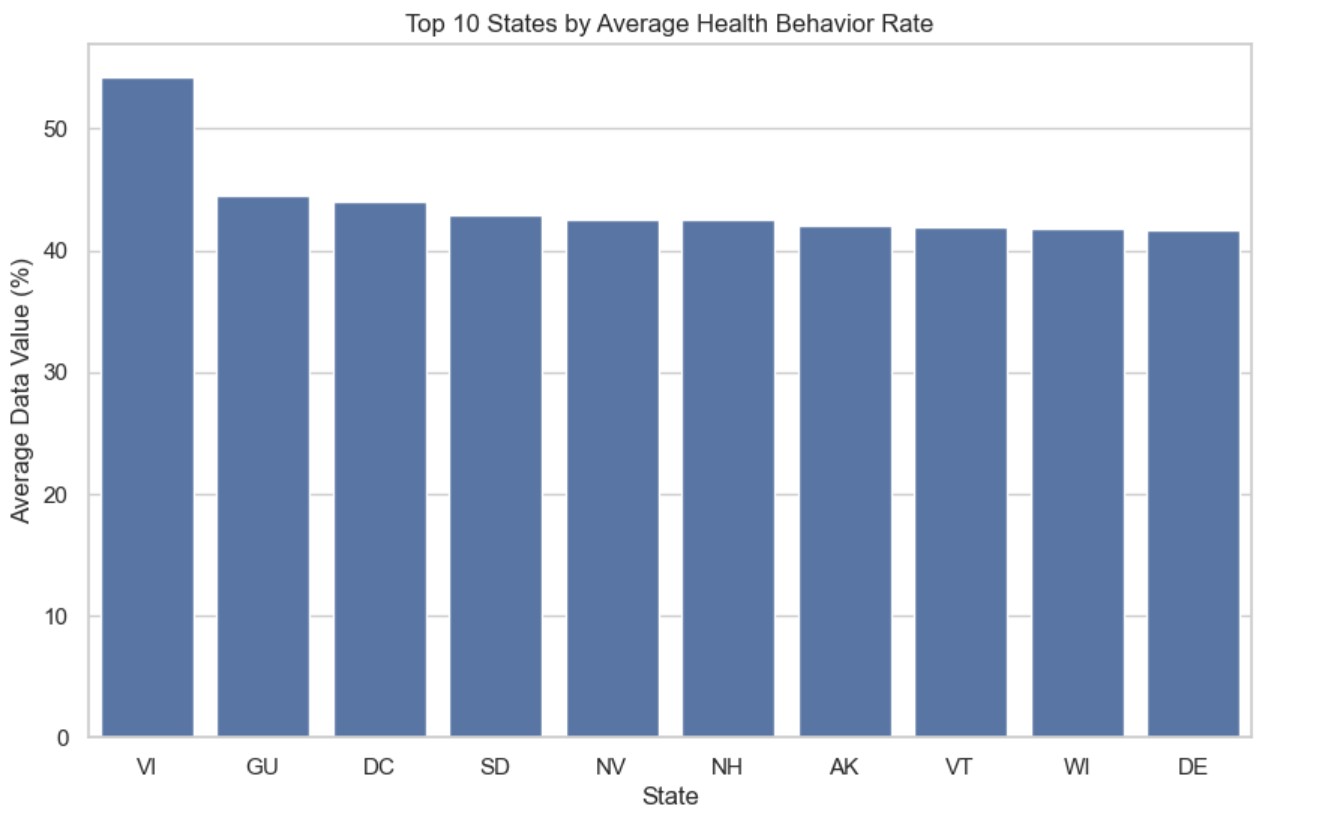 Top 10 States by Average Health Behavior Rate
Average Data Value (%)
50
40
30
20
10
0
VI GU DC SD NV NH AK VT WI DE
State